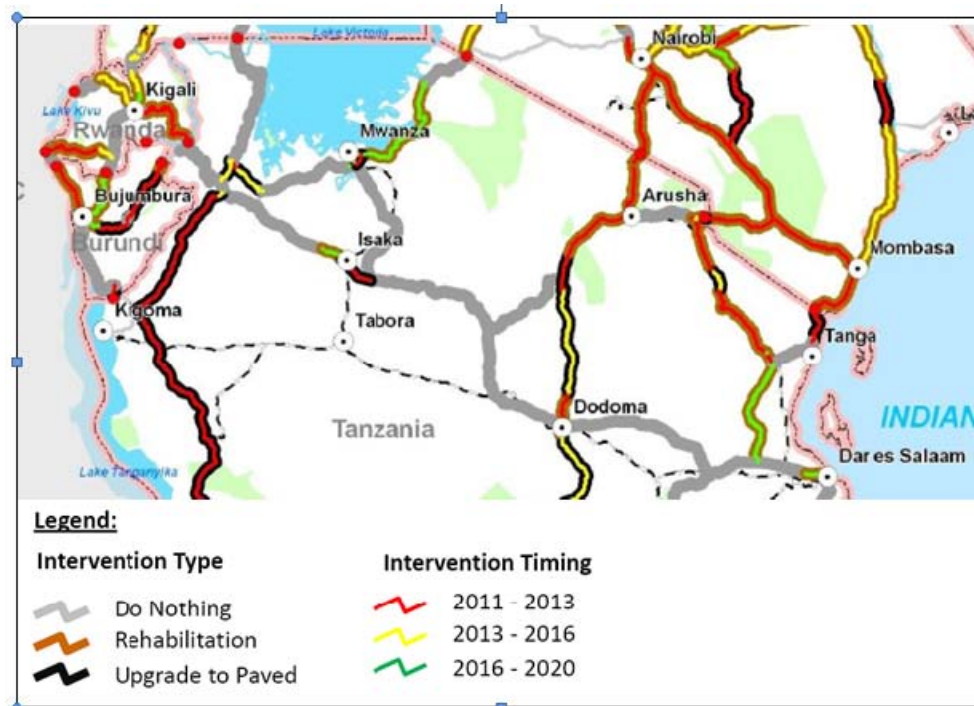 Lake Victoria
Nairobi
Kigali
Lake Kivu
Rwanda
Mwanza
Bujumbura
Arusha
Burundi
Isaka
Mombasa
Kigoma
Tabora
Tanga
Dodoma
Tanzania
INDIAN
Dares Salaam
Lake Tanganyika
Legend:
Intervention Type
Intervention Timing
Do Nothing
2011 - 2013
Rehabilitation
2013 - 2016
Upgrade to Paved
2016 - 2020